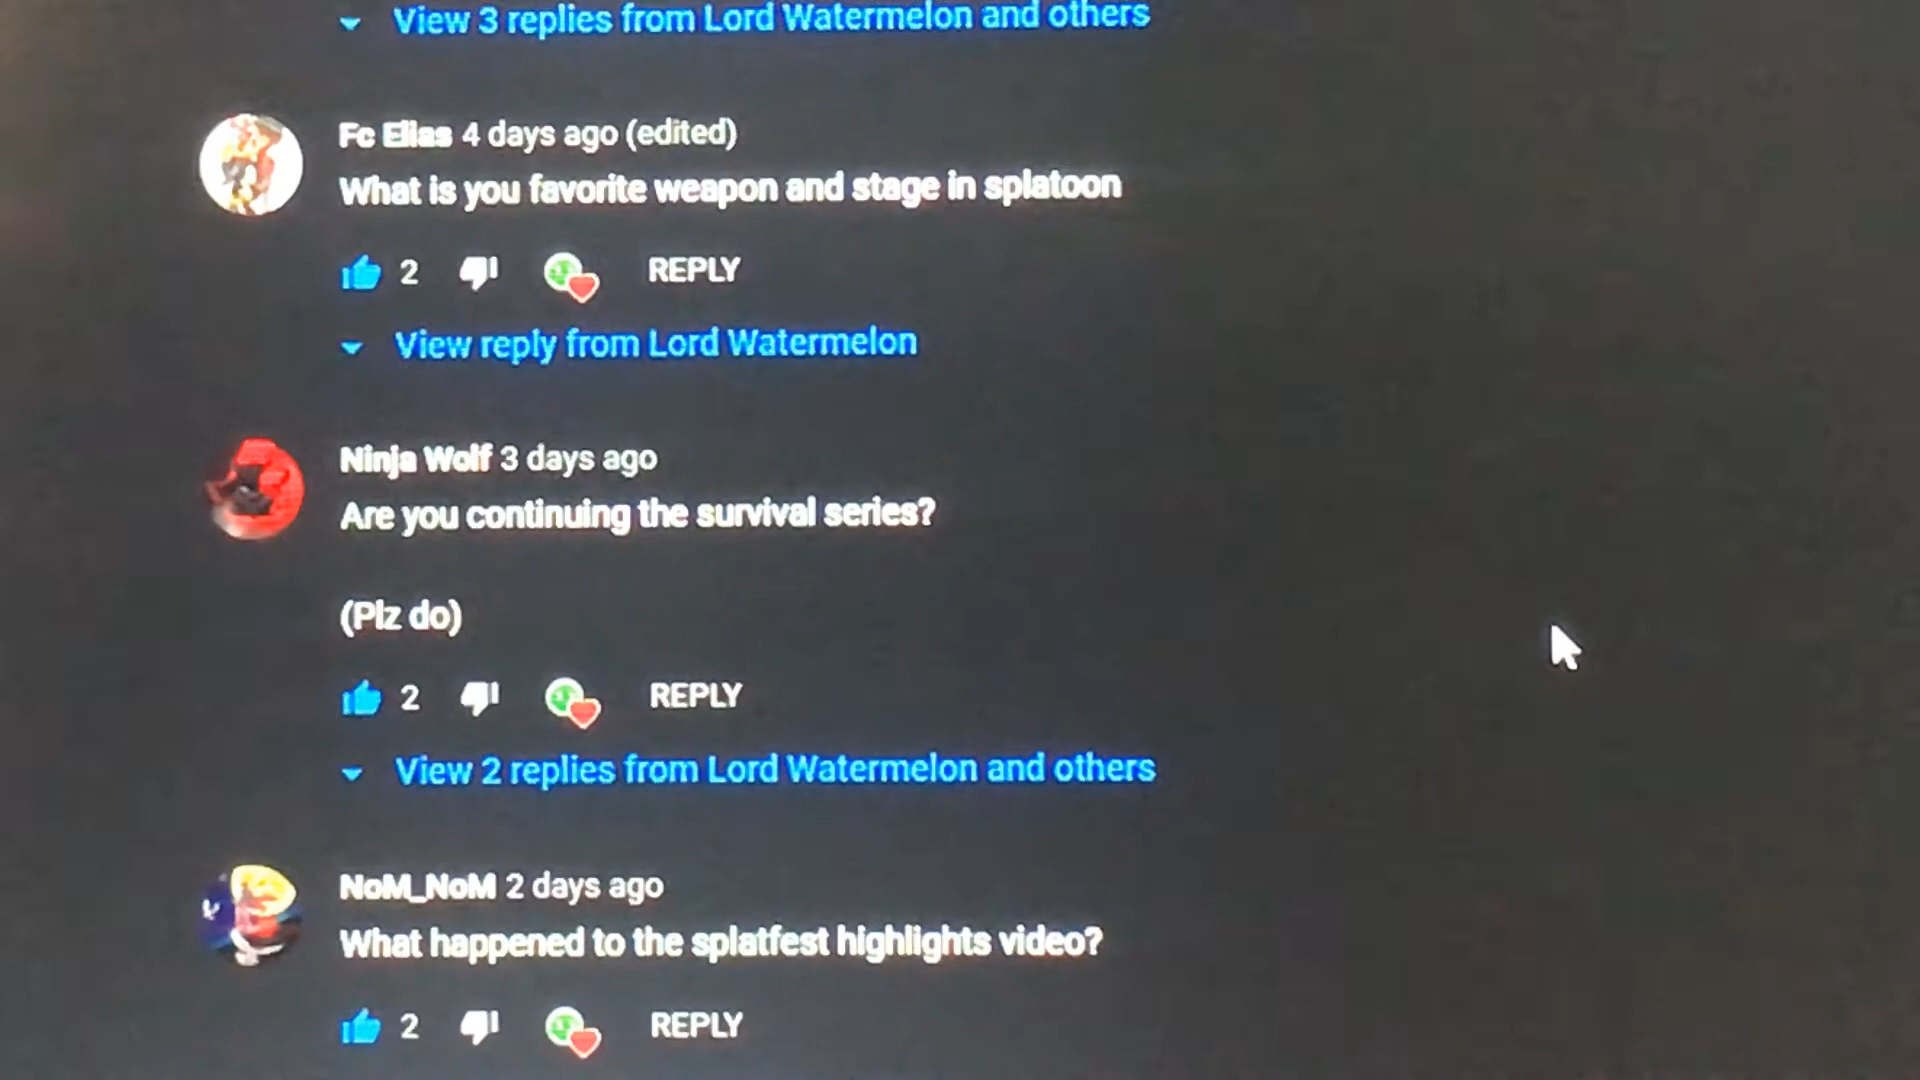 View 3 replies from Lord Watermelon and others
Fc Elias 4 days ago (edited)
What is you favorite weapon and stage in splatoon
2 REPLY
View reply from Lord Watermelon
Ninja Wolf 3 days ago
Are you continuing the survival series?
(Plz do)
2 REPLY
View 2 replies from Lord Watermelon and others
NoM_NoM 2 days ago
What happened to the splatfest highlights video?
2 REPLY